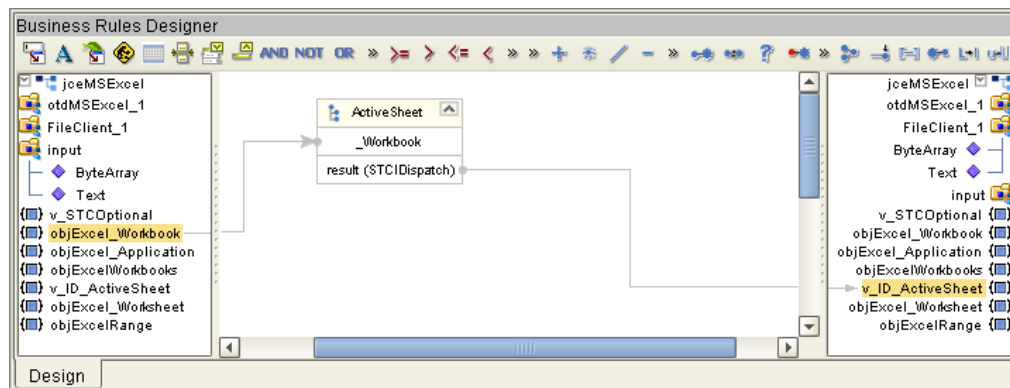 Business Rules Designer
A AND NOT OR » >= > <= < » » + * / - » ? »
jceMSExcel
otdMSExcel_1
FileClient_1
input
ByteArray
Text
v_STCOptional
objExcel_Workbook
objExcel_Application
objExcelWorkbooks
v_ID_ActiveSheet
objExcel_Worksheet
objExcelRange
ActiveSheet
_Workbook
result (STCIDispatch)
jceMSExcel
otdMSExcel_1
FileClient_1
ByteArray
Text
input
v_STCOptional
objExcel_Workbook
objExcel_Application
objExcelWorkbooks
v_ID_ActiveSheet
objExcel_Worksheet
objExcelRange
Design